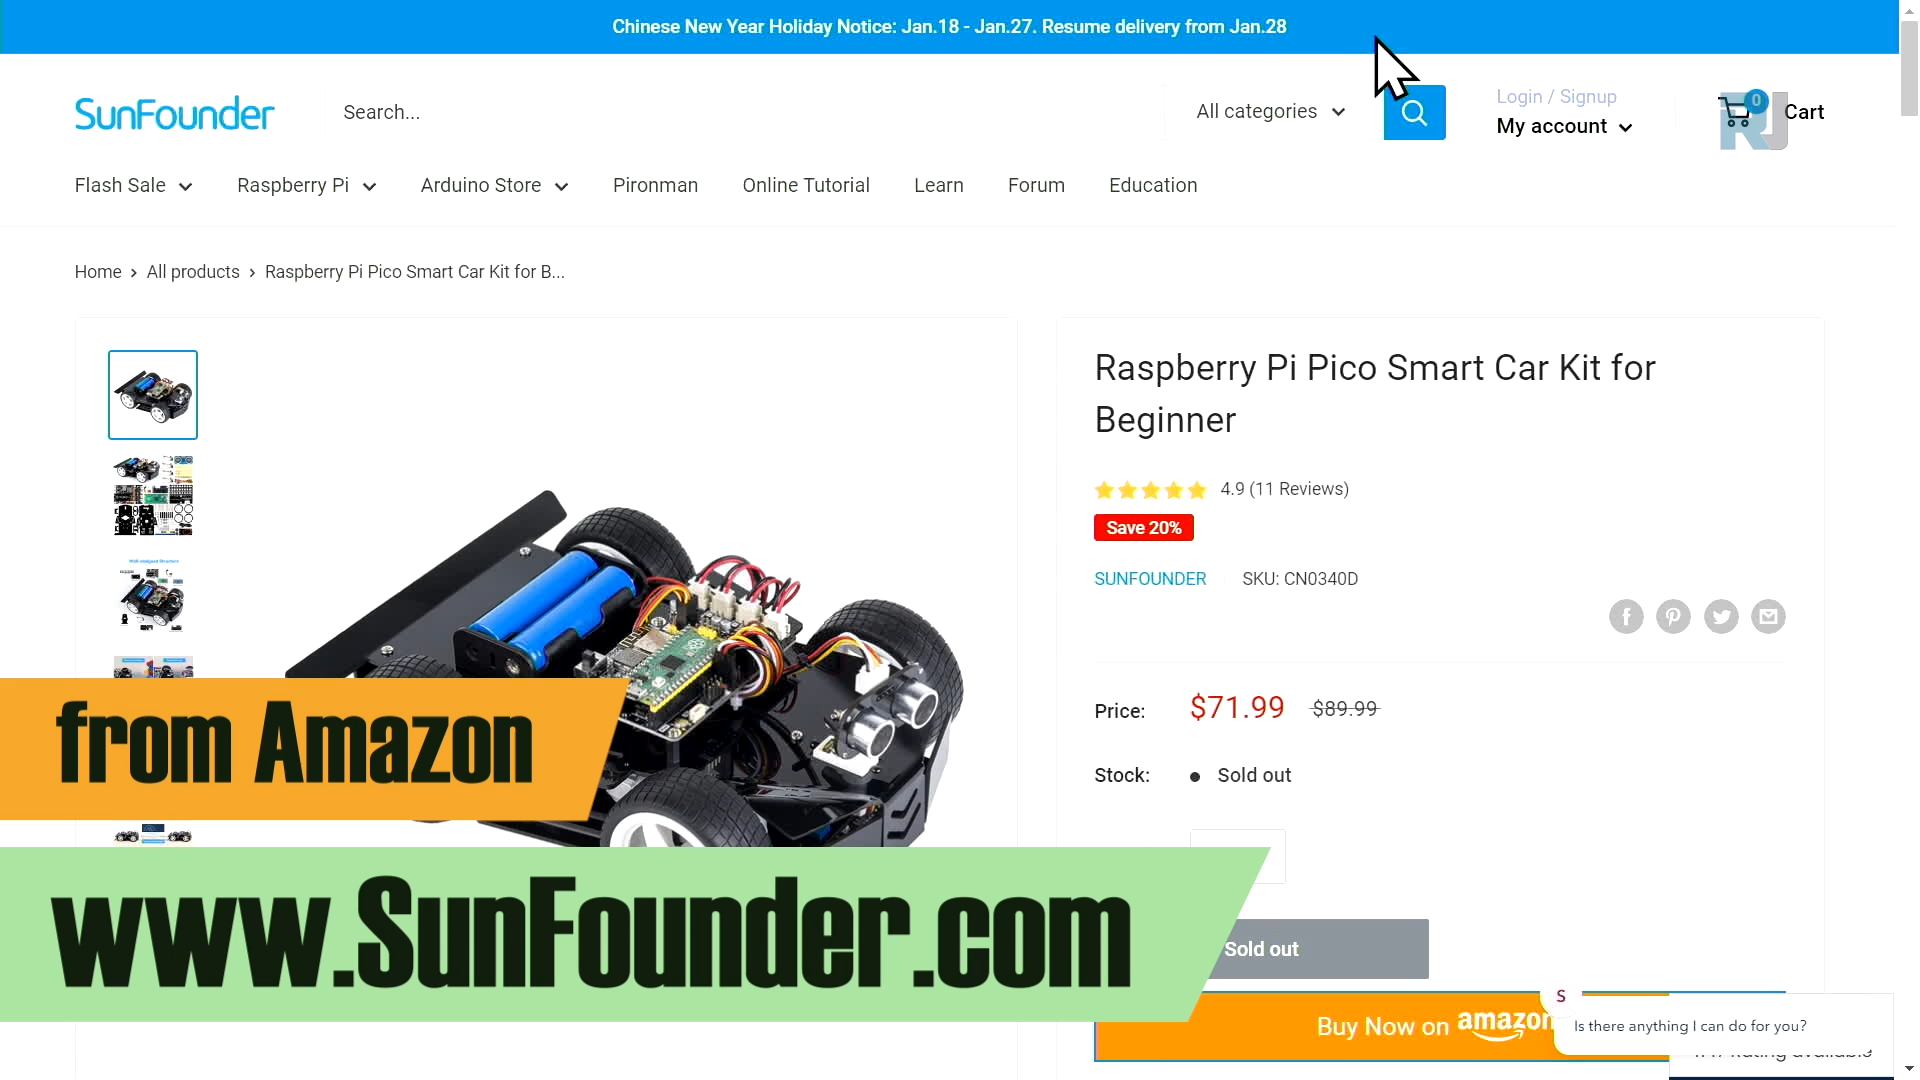 Chinese New Year Holiday Notice: Jan.18 - Jan.27. Resume delivery from Jan.28
SunFounder
Search...
All categories
Login / Signup
My account
0
Cart
RJ
Flash Sale
Raspberry Pi
Arduino Store
Pironman
Online Tutorial
Learn
Forum
Education
Home › All products › Raspberry Pi Pico Smart Car Kit for B...
Raspberry Pi Pico Smart Car Kit for
Beginner
4.9 (11 Reviews)
Save 20%
SUNFOUNDER
SKU: CN0340D
Price:
$71.99
$89.99
Stock:
Sold out
from Amazon
www.SunFounder.com
Sold out
Buy Now on amazon
S
Is there anything I can do for you?